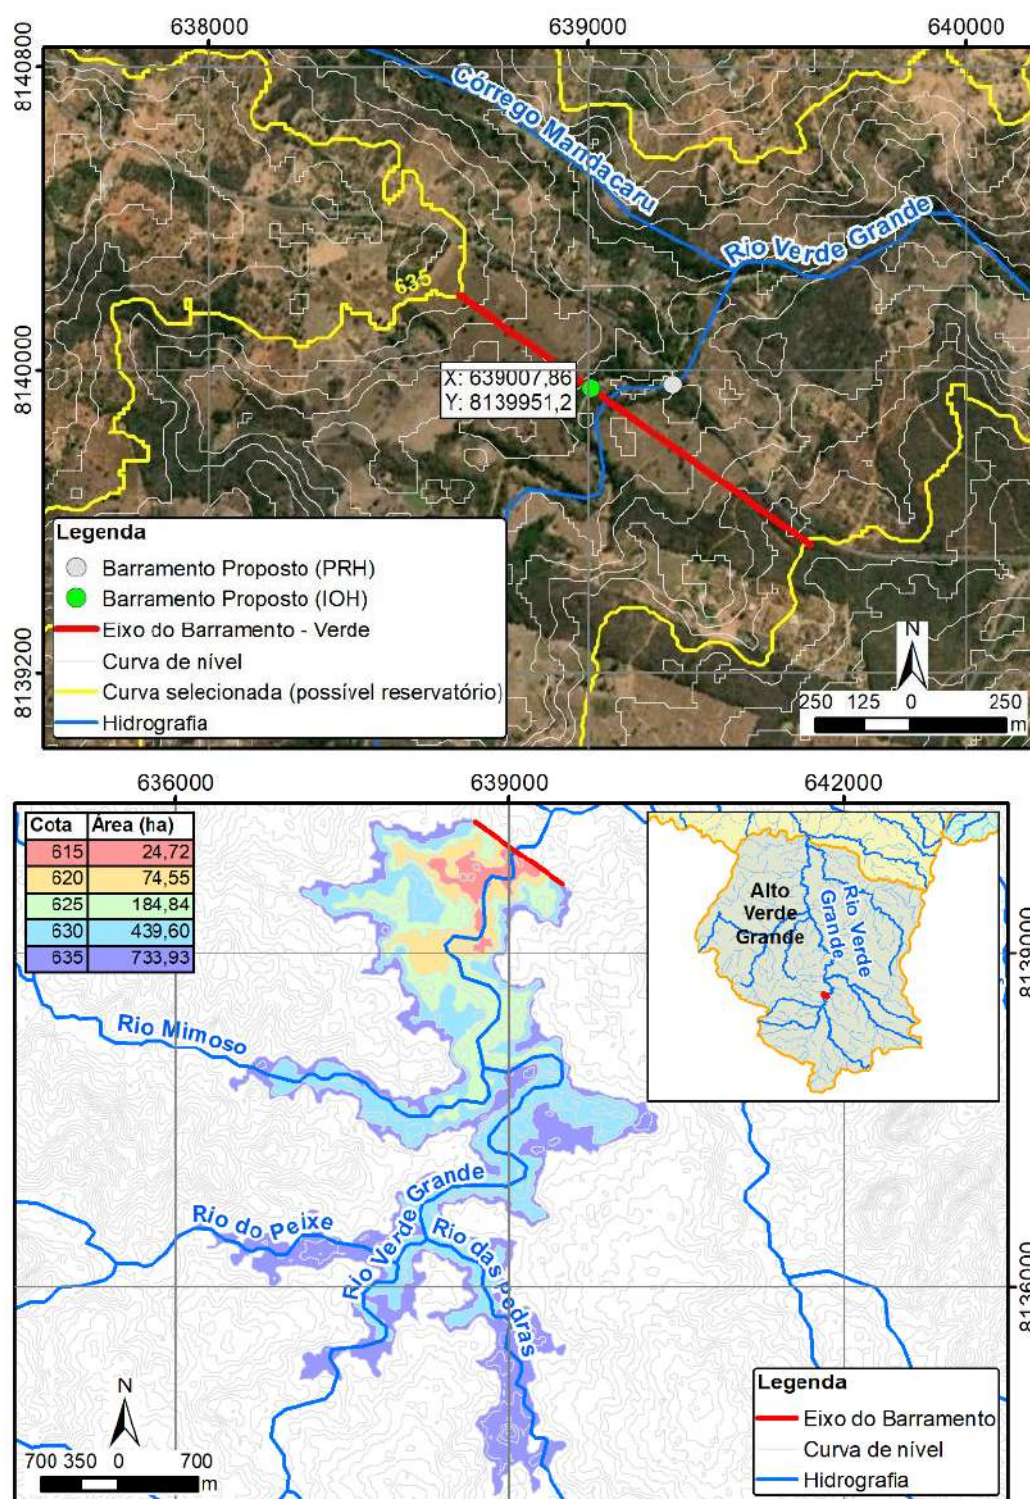 638000 639000 640000
8140800
8140000
8139200
Córrego Mandacaru
Rio Verde Grande
635
X: 639007,86
Y: 8139951,2
Legenda
Barramento Proposto (PRH)
Barramento Proposto (IOH)
Eixo do Barramento - Verde
Curva de nível
Curva selecionada (possível reservatório)
Hidrografia
N
250 125 0 250
m
636000 639000 642000
Cota Área (ha)
615 24,72
620 74,55
625 184,84
630 439,60
635 733,93
Alto
Verde
Grande
Rio Verde
Grande
8139000
8136000
Rio Mimoso
Rio do Peixe
Rio Verde Grande
Rio das Pedras
N
700 350 0 700
m
Legenda
Eixo do Barramento
Curva de nível
Hidrografia